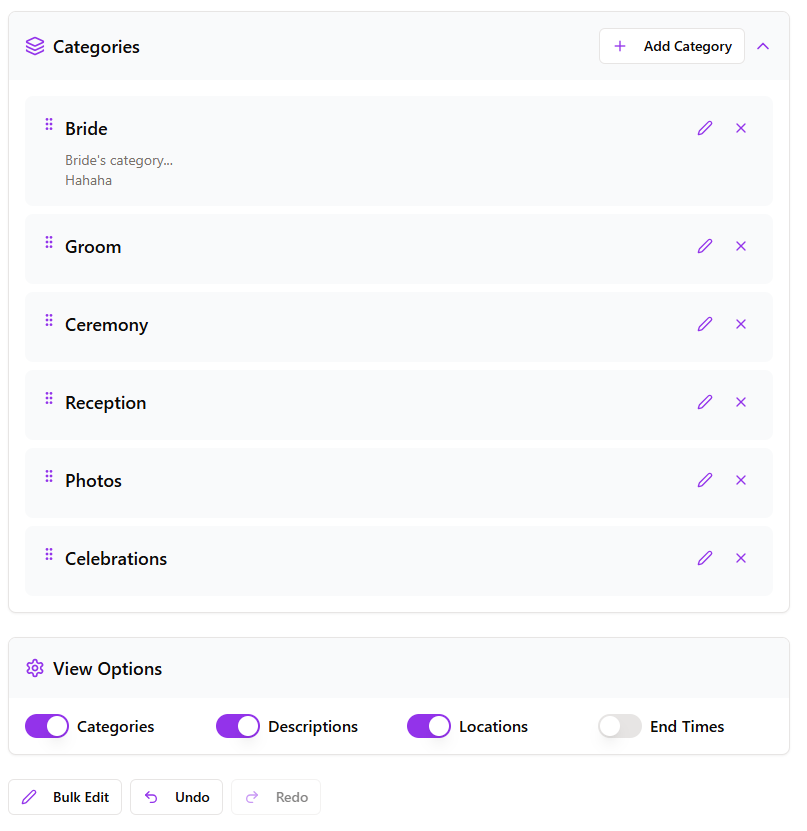 Categories
Add Category
Bride
Bride's category...
Hahaha
Groom
Ceremony
Reception
Photos
Celebrations
View Options
Categories
Descriptions
Locations
End Times
Bulk Edit
Undo
Redo